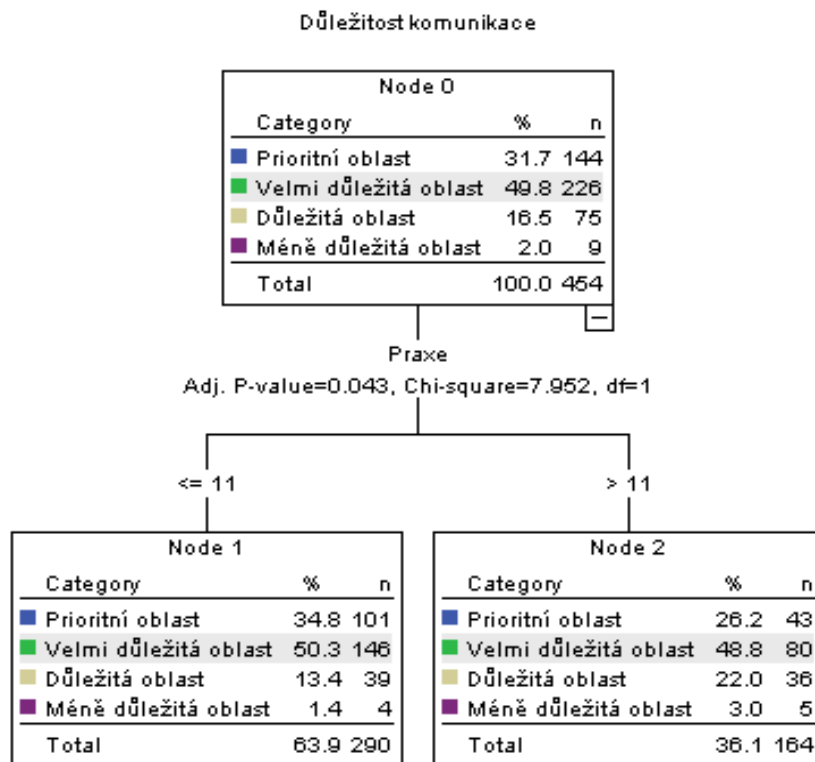 Důležitost komunikace
Node 0
Category % n
Prioritní oblast 31.7 144
Velmi důležitá oblast 49.8 226
Důležitá oblast 16.5 75
Méně důležitá oblast 2.0 9
Total 100.0 454
Praxe
Adj. P-value=0.043, Chi-square=7.952, df=1
<= 11
> 11
Node 1
Category % n
Prioritní oblast 34.8 101
Velmi důležitá oblast 50.3 146
Důležitá oblast 13.4 39
Méně důležitá oblast 1.4 4
Total 63.9 290
Node 2
Category % n
Prioritní oblast 26.2 43
Velmi důležitá oblast 48.8 80
Důležitá oblast 22.0 36
Méně důležitá oblast 3.0 5
Total 36.1 164